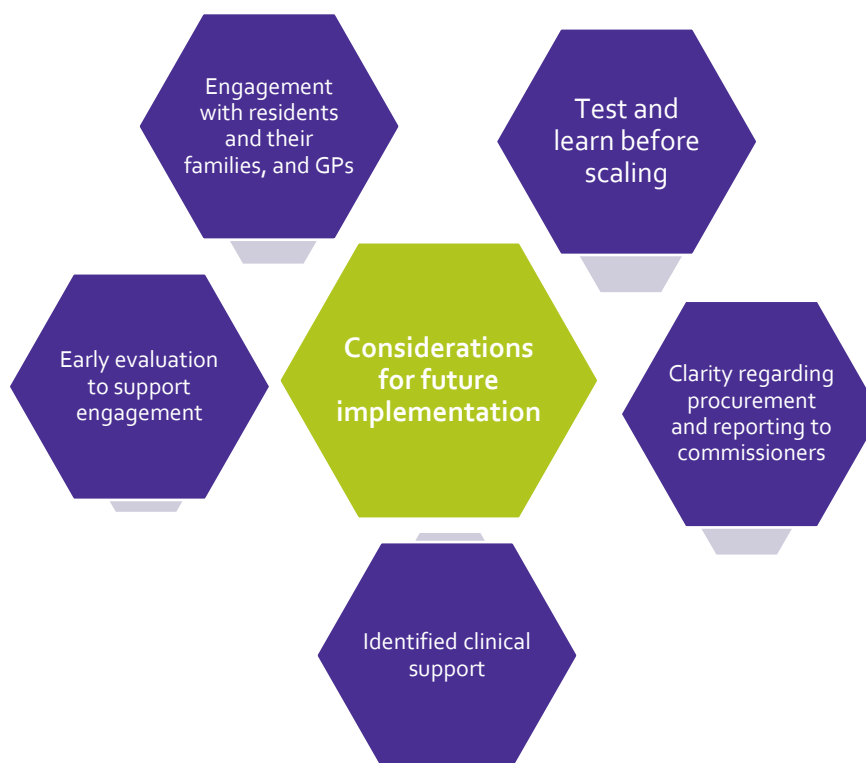 Engagement
with residents
and their
families, and GPs
Test and
learn before
scaling
Considerations
for future
implementation
Early evaluation
to support
engagement
Clarity regarding
procurement
and reporting to
commissioners
Identified clinical
support